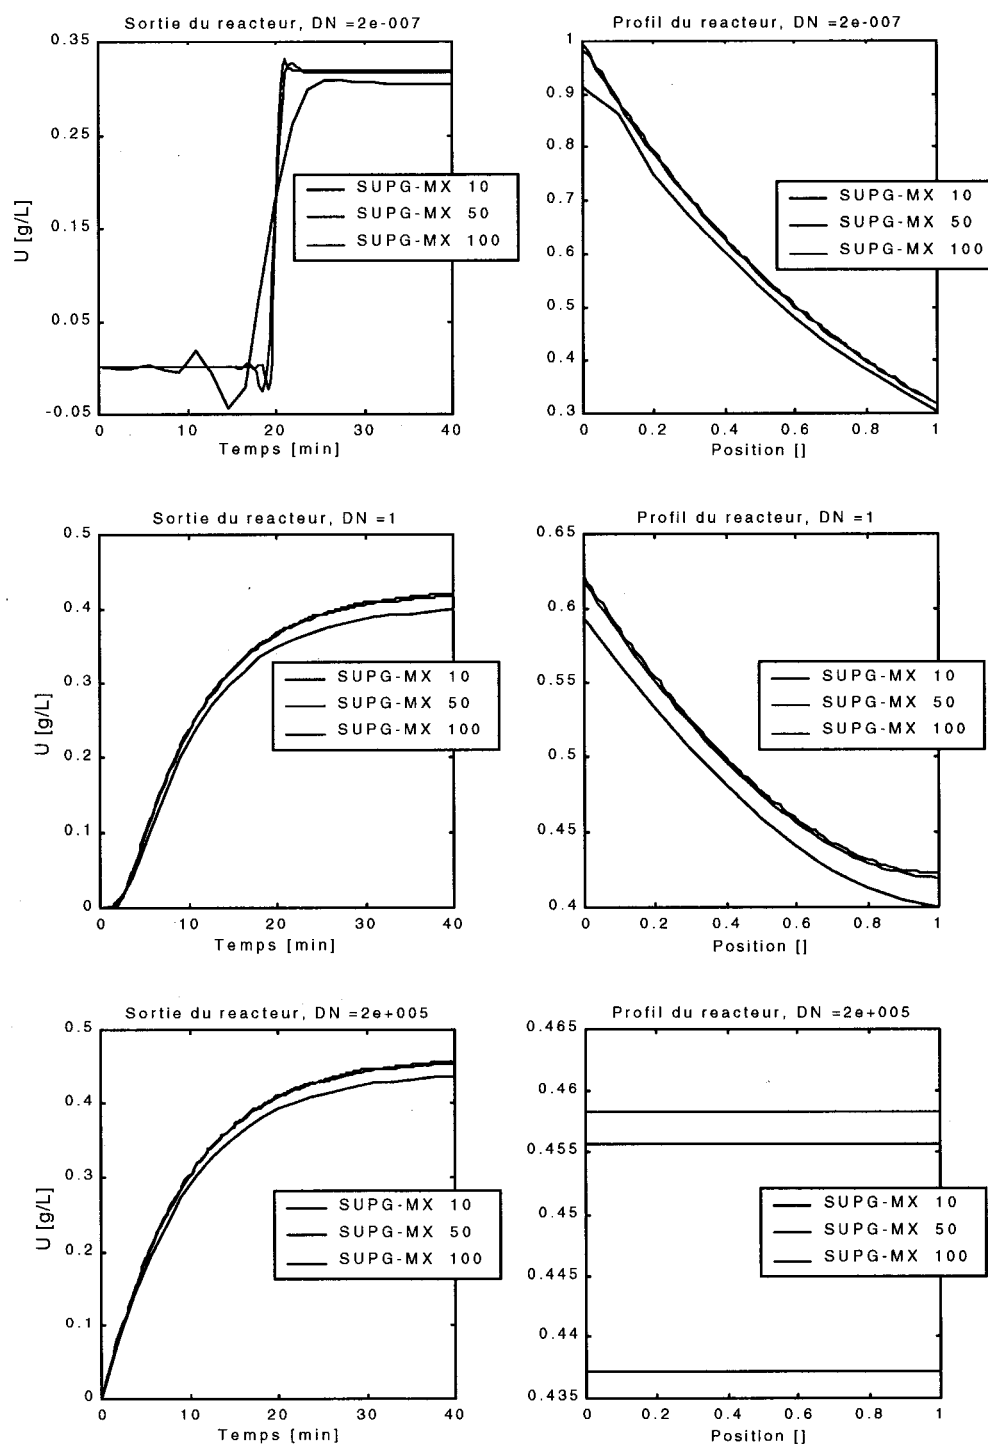 Sortie du reacteur, DN =2e-007
U [g/L]
0.35
0.25
0.15
0.05
-0.05
SUPG-MX 10
SUPG-MX 50
SUPG-MX 100
0 10 20 30 40
Temps [min]
Profil du reacteur, DN =2e-007
1
0.9
0.8
0.7
0.6
0.5
0.4
0.3
SUPG-MX 10
SUPG-MX 50
SUPG-MX 100
0 0.2 0.4 0.6 0.8 1
Position []
Sortie du reacteur, DN =1
U [g/L]
0.5
0.4
0.3
0.2
0.1
0
SUPG-MX 10
SUPG-MX 50
SUPG-MX 100
0 10 20 30 40
Temps [min]
Profil du reacteur, DN =1
0.65
0.6
0.55
0.5
0.45
0.4
SUPG-MX 10
SUPG-MX 50
SUPG-MX 100
0 0.2 0.4 0.6 0.8 1
Position []
Sortie du reacteur, DN =2e+005
U [g/L]
0.5
0.4
0.3
0.2
0.1
0
SUPG-MX 10
SUPG-MX 50
SUPG-MX 100
0 10 20 30 40
Temps [min]
Profil du reacteur, DN =2e+005
0.465
0.46
0.455
0.45
0.445
0.44
0.435
SUPG-MX 10
SUPG-MX 50
SUPG-MX 100
0 0.2 0.4 0.6 0.8 1
Position []